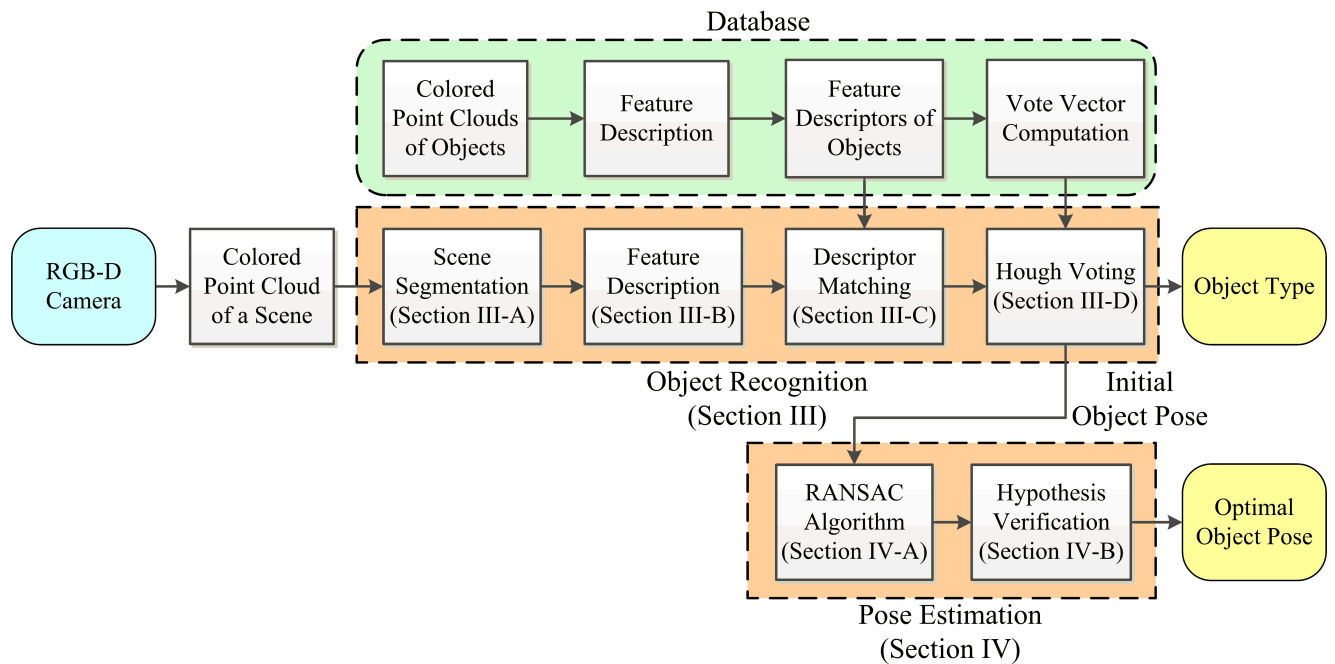 Database
Colored
Point Clouds
of Objects
Feature
Description
Feature
Descriptors of
Objects
Vote Vector
Computation
RGB-D
Camera
Colored
Point Cloud
of a Scene
Scene
Segmentation
(Section III-A)
Feature
Description
(Section III-B)
Descriptor
Matching
(Section III-C)
Hough Voting
(Section III-D)
Object Type
Object Recognition
(Section III)
Initial
Object Pose
RANSAC
Algorithm
(Section IV-A)
Hypothesis
Verification
(Section IV-B)
Optimal
Object Pose
Pose Estimation
(Section IV)